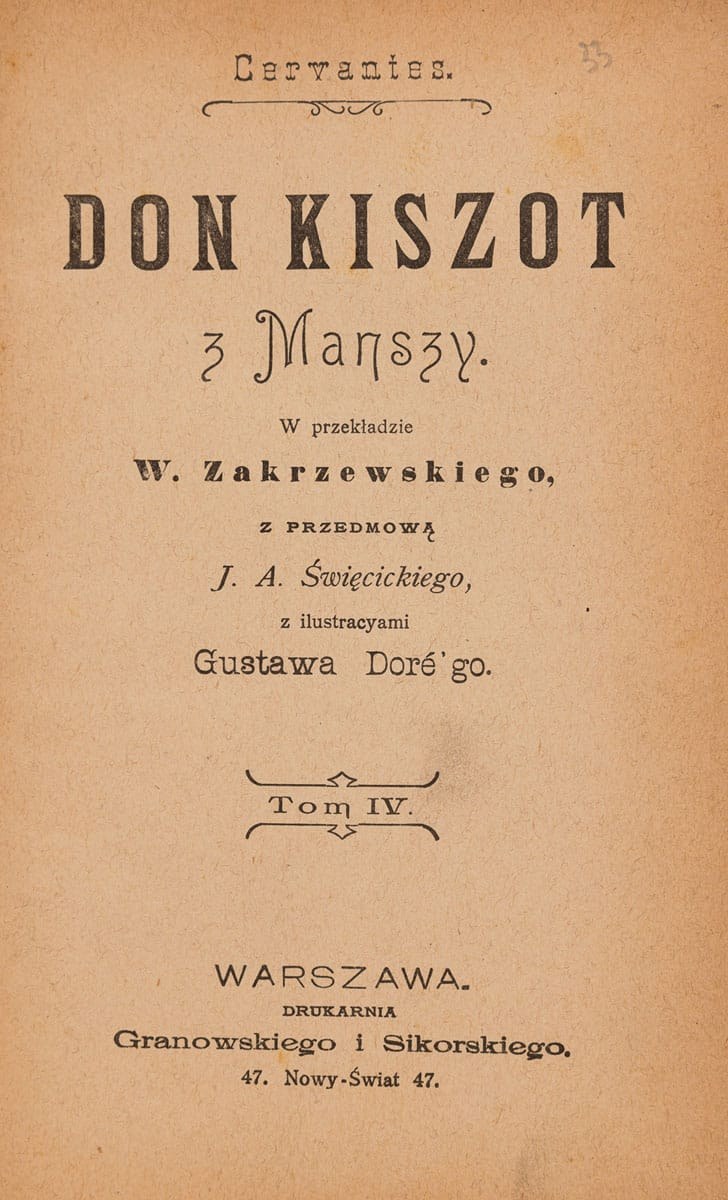 Cervantes.
33
DON KISZOT
z Manszy.
W przekładzie
W. Zakrzewskiego,
Z PRZEDMOWĄ
J. A. Święcickiego,
z ilustracyami
Gustawa Doré'go.
Tom IV.
WARSZAWA.
DRUKARNIA
Granowskiego i Sikorskiego.
47. Nowy-Świat 47.